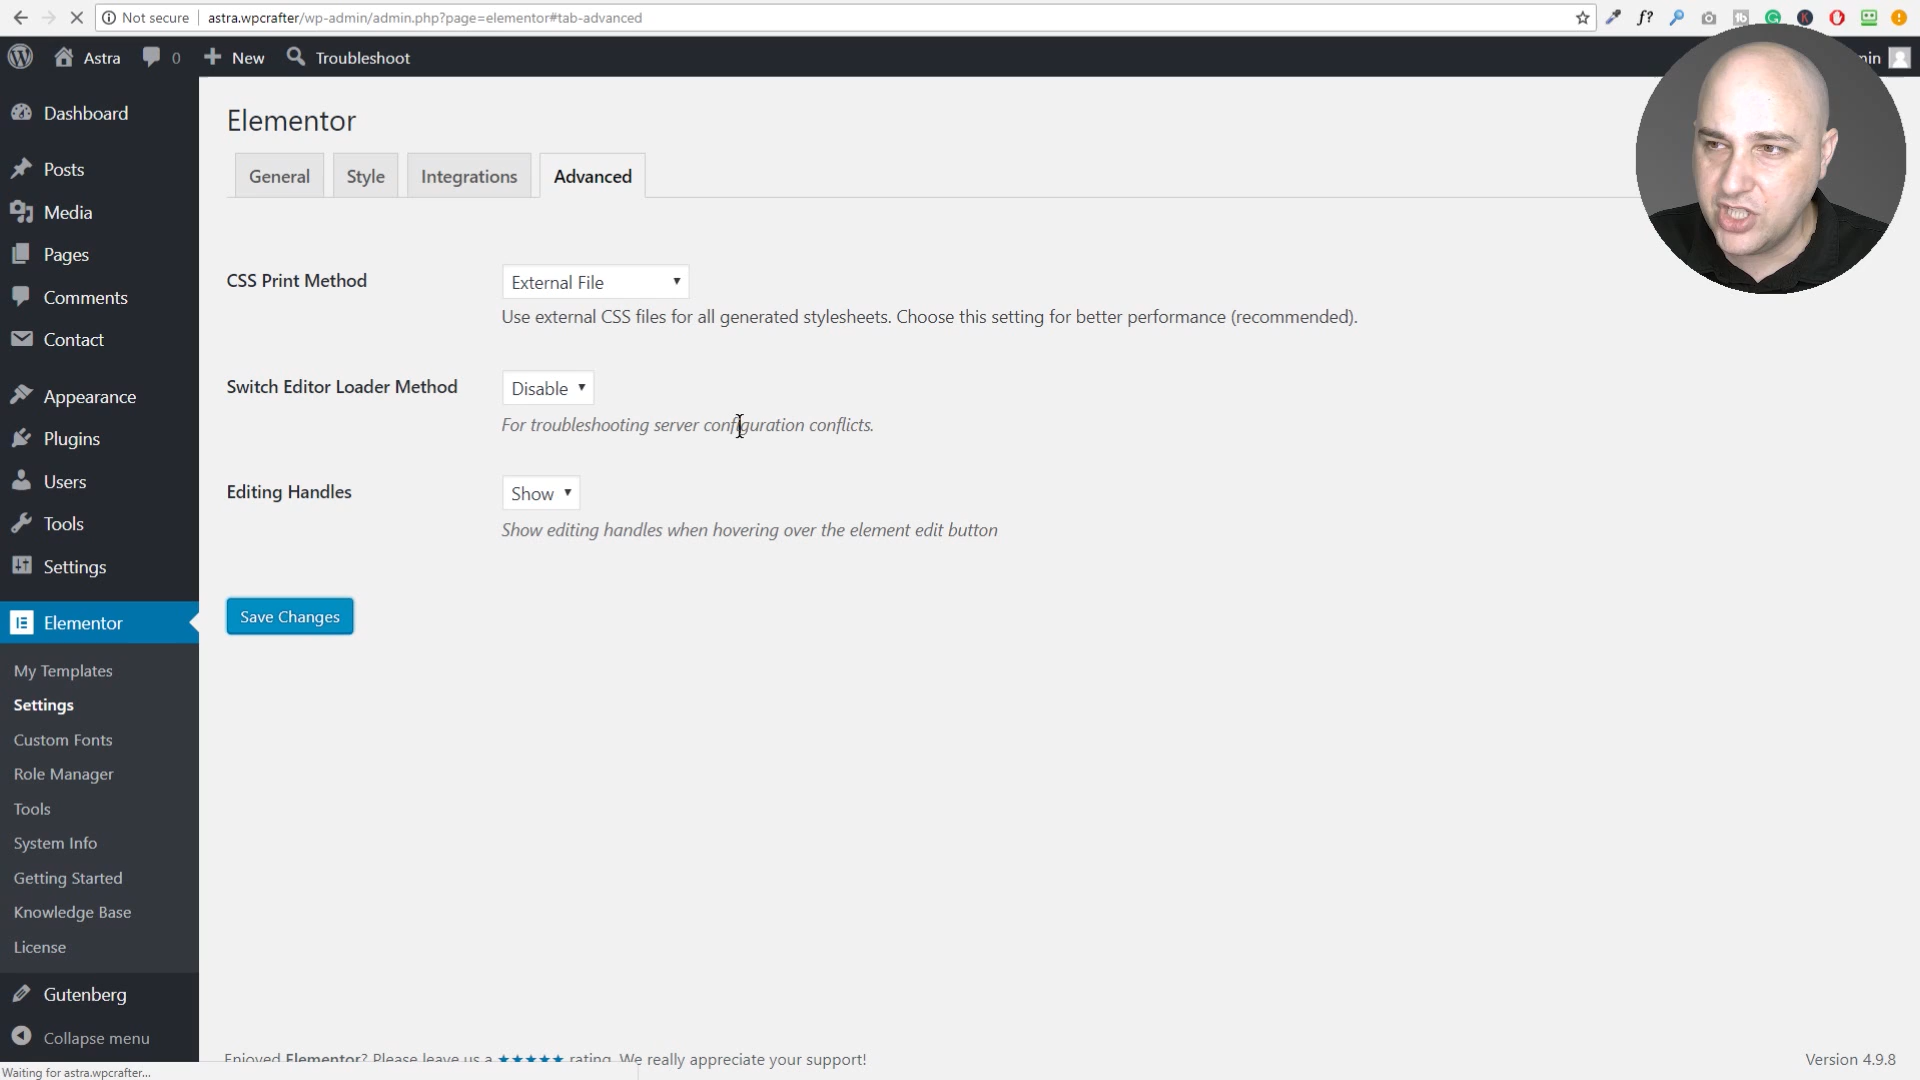 Not secure astra.wpcrafter/wp-admin/admin.php?page=elementor#tab-advanced
Astra 0 New Troubleshoot
Dashboard
Posts
Media
Pages
Comments
Contact
Appearance
Plugins
Users
Tools
Settings
Elementor
My Templates
Settings
Custom Fonts
Role Manager
Tools
System Info
Getting Started
Knowledge Base
License
Gutenberg
Collapse menu
Waiting for astra.wpcrafter...
Elementor
General Style Integrations Advanced
CSS Print Method External File
Use external CSS files for all generated stylesheets. Choose this setting for better performance (recommended).
Switch Editor Loader Method Disable
For troubleshooting server configuration conflicts.
Editing Handles Show
Show editing handles when hovering over the element edit button
Save Changes
Enjoyed Elementor? Please leave us a ★★★★★ rating. We really appreciate your support!
Version 4.9.8